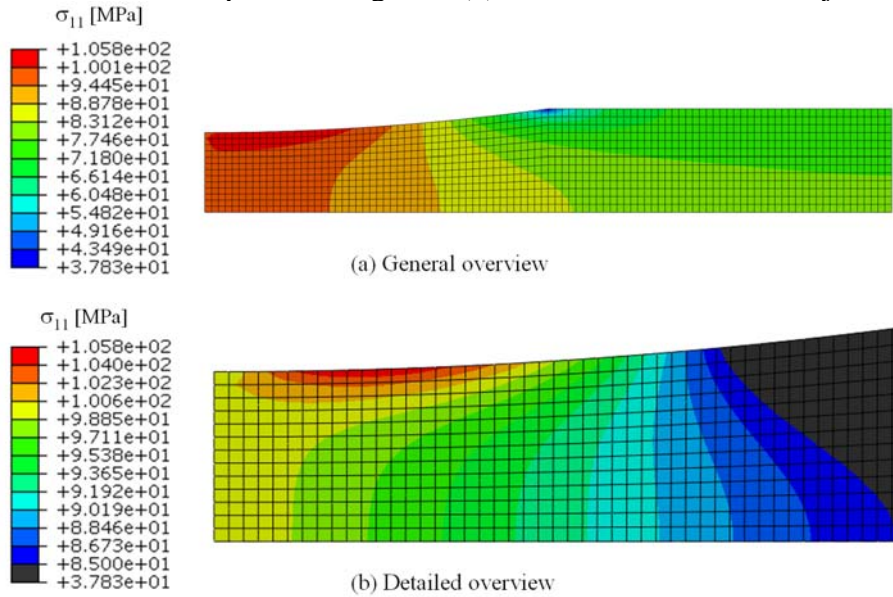 σ11 [MPa]
+1.058e+02
+1.001e+02
+9.445e+01
+8.878e+01
+8.312e+01
+7.746e+01
+7.180e+01
+6.614e+01
+6.048e+01
+5.482e+01
+4.916e+01
+4.349e+01
+3.783e+01
(a) General overview
σ11 [MPa]
+1.058e+02
+1.040e+02
+1.023e+02
+1.006e+02
+9.885e+01
+9.711e+01
+9.538e+01
+9.365e+01
+9.192e+01
+9.019e+01
+8.846e+01
+8.673e+01
+8.500e+01
+3.783e+01
(b) Detailed overview